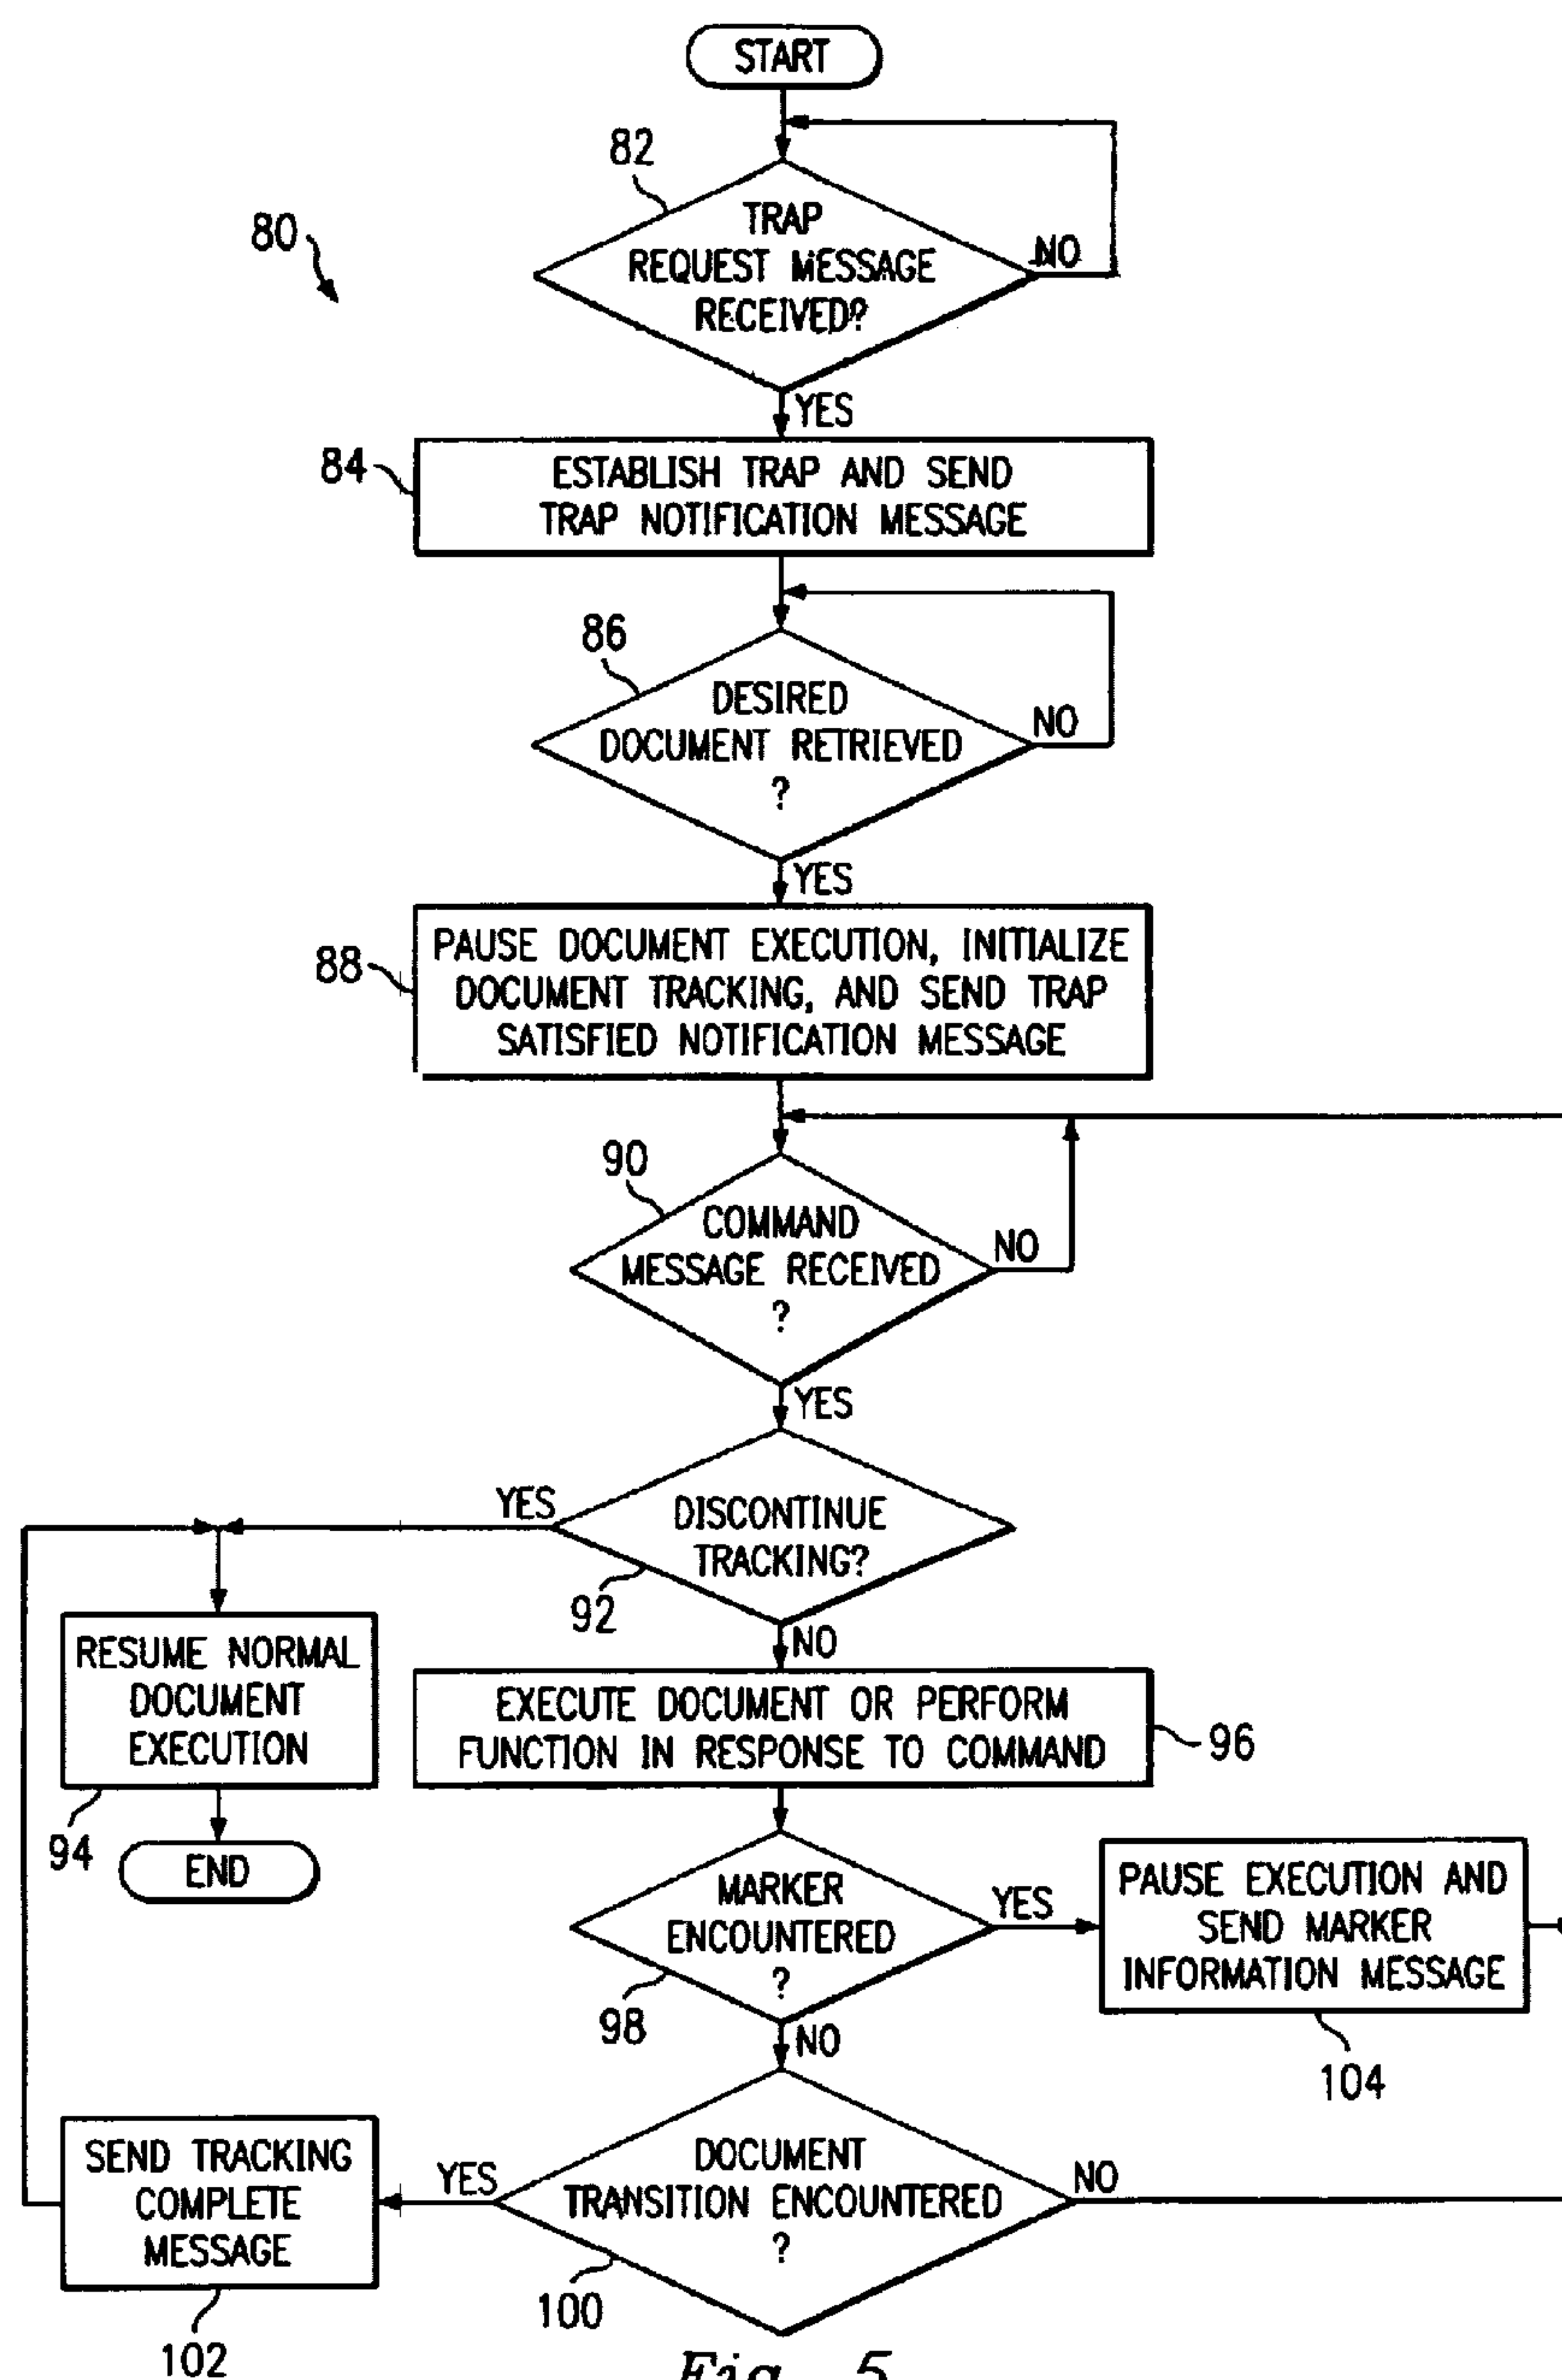 START
82
80
TRAP
REQUEST MESSAGE
RECEIVED?
NO
YES
84
ESTABLISH TRAP AND SEND
TRAP NOTIFICATION MESSAGE
86
DESIRED
DOCUMENT RETRIEVED
?
NO
YES
88
PAUSE DOCUMENT EXECUTION, INITIALIZE
DOCUMENT TRACKING, AND SEND TRAP
SATISFIED NOTIFICATION MESSAGE
90
COMMAND
MESSAGE RECEIVED
?
NO
YES
YES
DISCONTINUE
TRACKING?
92
NO
RESUME NORMAL
DOCUMENT
EXECUTION
94
END
EXECUTE DOCUMENT OR PERFORM
FUNCTION IN RESPONSE TO COMMAND
96
MARKER
ENCOUNTERED
?
98
YES
PAUSE EXECUTION AND
SEND MARKER
INFORMATION MESSAGE
104
NO
DOCUMENT
TRANSITION ENCOUNTERED
?
100
YES
NO
SEND TRACKING
COMPLETE
MESSAGE
102
Fig. 5